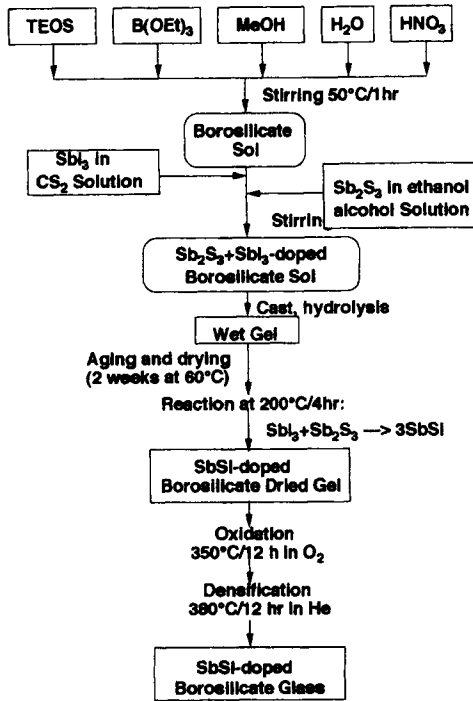 TEOS
B(OEt)₃
MeOH
H₂O
HNO₃
Stirring 50°C/1hr
Borosilicate
Sol
SbI₃ in
CS₂ Solution
Sb₂S₃ in ethanol
alcohol Solution
Stirrin
Sb₂S₃+SbI₃-doped
Borosilicate Sol
Cast, hydrolysis
Wet Gel
Aging and drying
(2 weeks at 60°C)
Reaction at 200°C/4hr:
SbI₃+Sb₂S₃ ---> 3SbSI
SbSI-doped
Borosilicate Dried Gel
Oxidation
350°C/12 h in O₂
Densification
380°C/12 hr in He
SbSI-doped
Borosilicate Glass